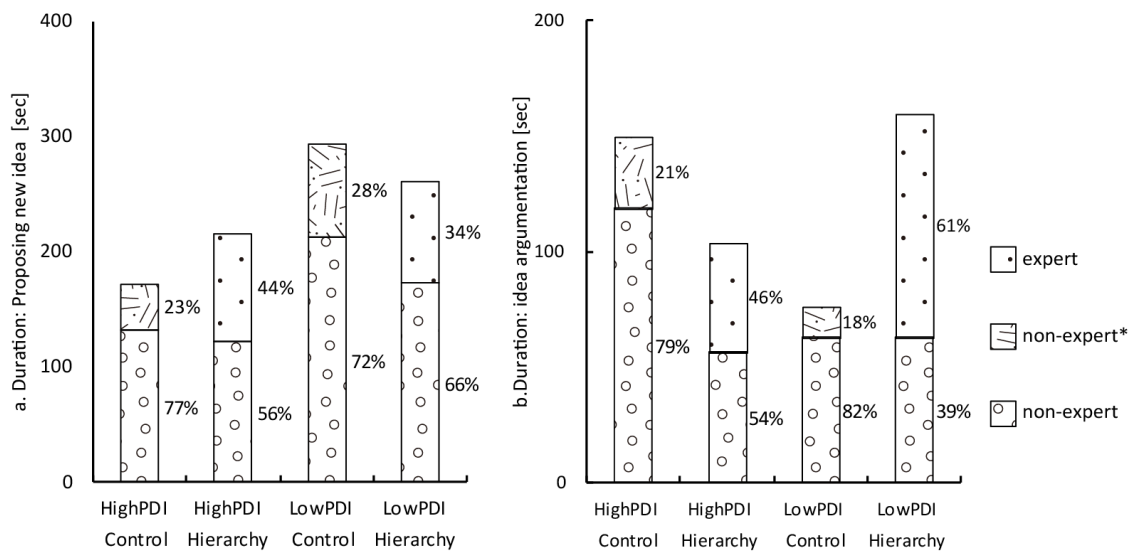 a. Duration: Proposing new idea [sec]
400
300
200
100
0
23%
77%
44%
56%
28%
72%
34%
66%
HighPDI HighPDI LowPDI LowPDI
Control Hierarchy Control Hierarchy
b.Duration: idea argumentation [sec]
200
100
0
21%
79%
46%
54%
18%
82%
61%
39%
HighPDI HighPDI LowPDI LowPDI
Control Hierarchy Control Hierarchy
expert
non-expert*
non-expert